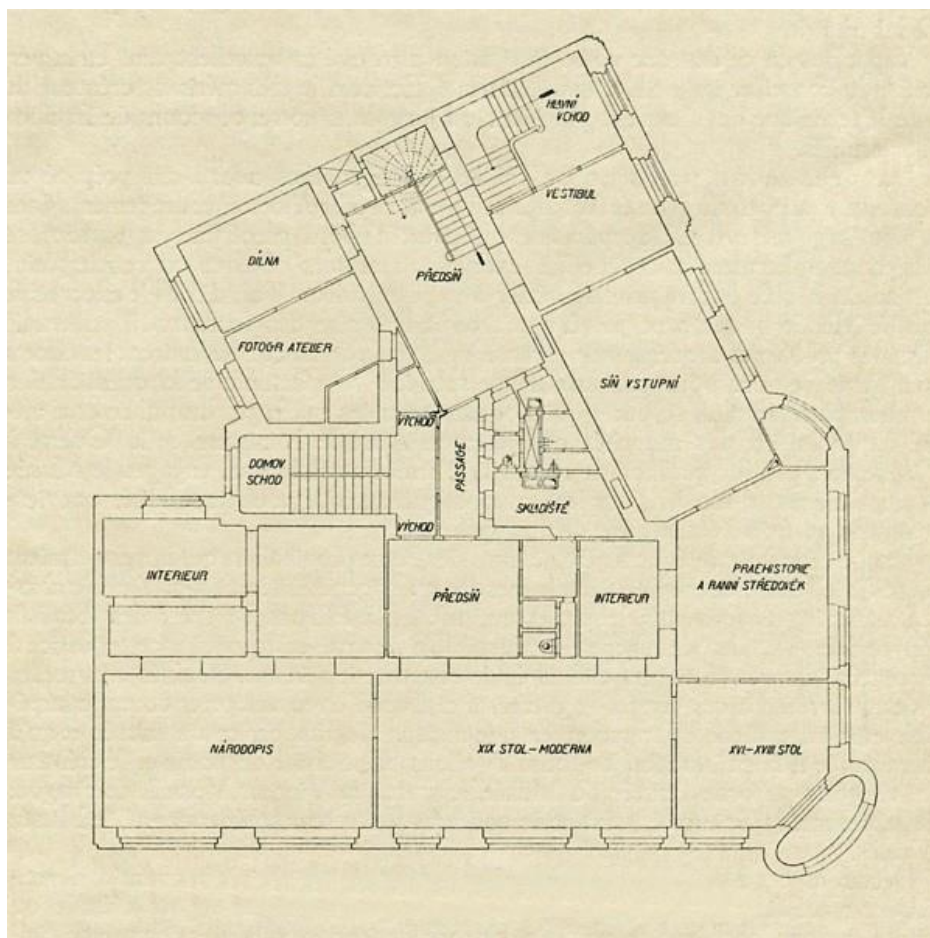 HLAVNÍ
VCHOD
VESTIBUL
DÍLNA
PŘEDSÍŇ
FOTOGR ATELIER
SÍŇ VSTUPNÍ
VÝCHOD
DOMOV
SCHOD
PASSAGE
SKLADIŠTĚ
VÝCHOD
INTERIEUR
PŘEDSÍŇ
INTERIEUR
PRAEHISTORIE
A RANNÍ STŘEDOVĚK
NÁRODOPIS
XIX STOL-MODERNA
XVI-XVIII STOL